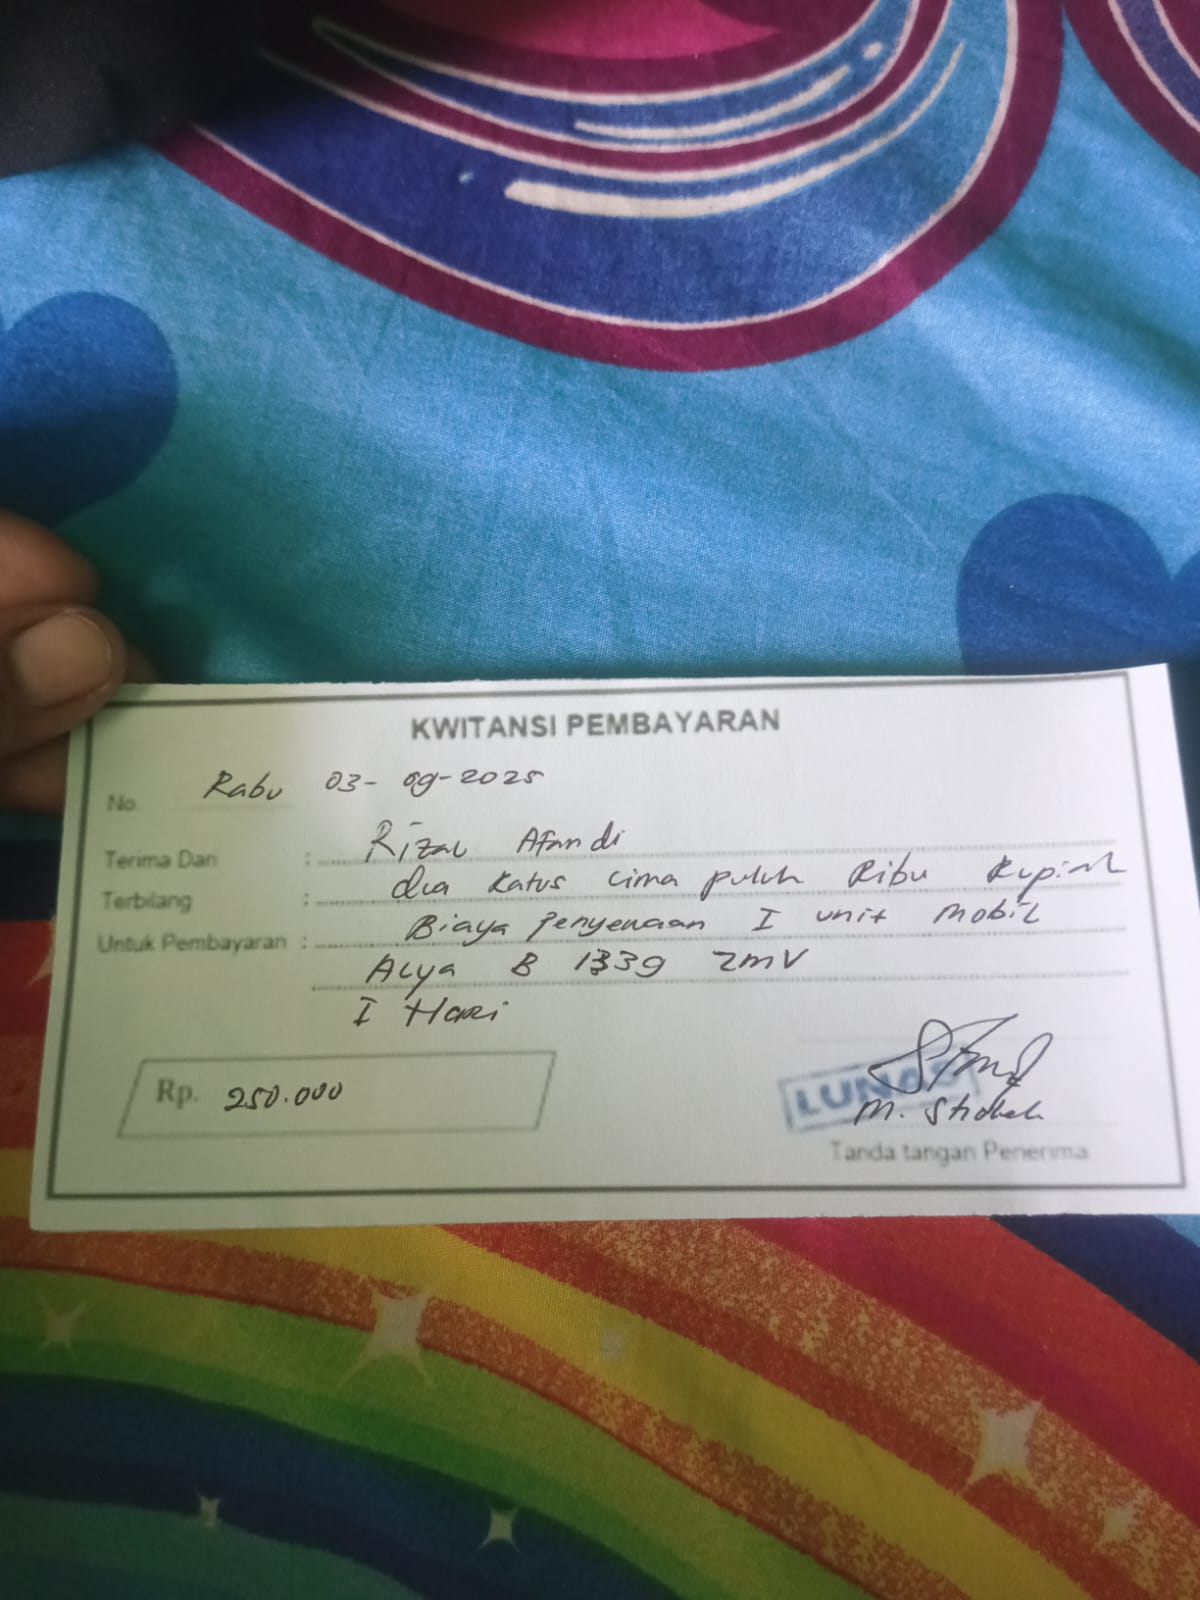 KWITANSI PEMBAYARAN
No. Rabu 03-09-2025
Terima Dari : Rizal Afandi
Terbilang : dua Ratus Lima puluh Ribu Rupiah
Untuk Pembayaran : Biaya Penyewaan I unit Mobil
Alya B 1339 ZMV
I Hari
Rp. 250.000
LUNAS
M.
Tanda tangan Penerima